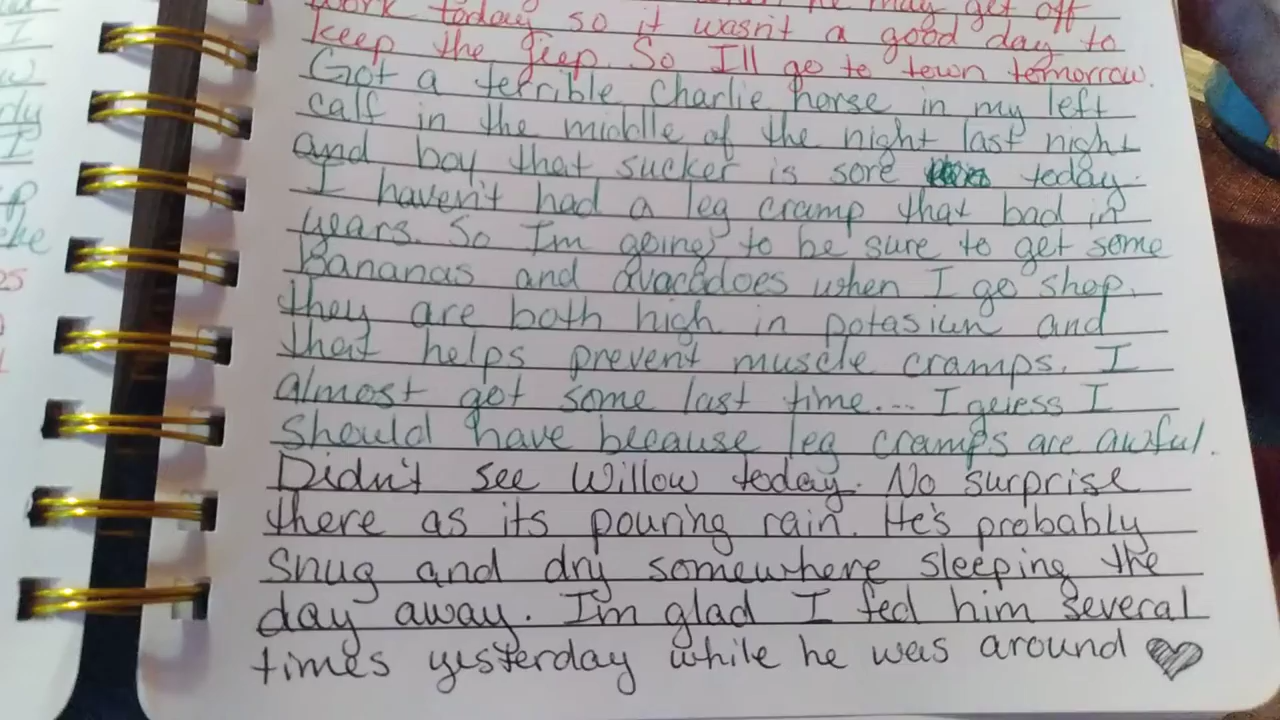 he may get off
work today so it wasn't a good day to
keep the jeep. So I'll go to town tomorrow.
Got a terrible Charlie horse in my left
calf in the middle of the night last night
and boy that sucker is sore today.
I haven't had a leg cramp that bad in
years. So I'm going to be sure to get some
Bananas and avacodoes when I go shop.
they are both high in potasium and
that helps prevent muscle cramps. I
almost got some last time.... I geiess I
should have because leg cramps are awful.
Didn't see Willow today. No surprise
there as its pouring rain. He's probably
snug and dry somewhere sleeping the
day away. I'm glad I fed him several
times yesterday while he was around